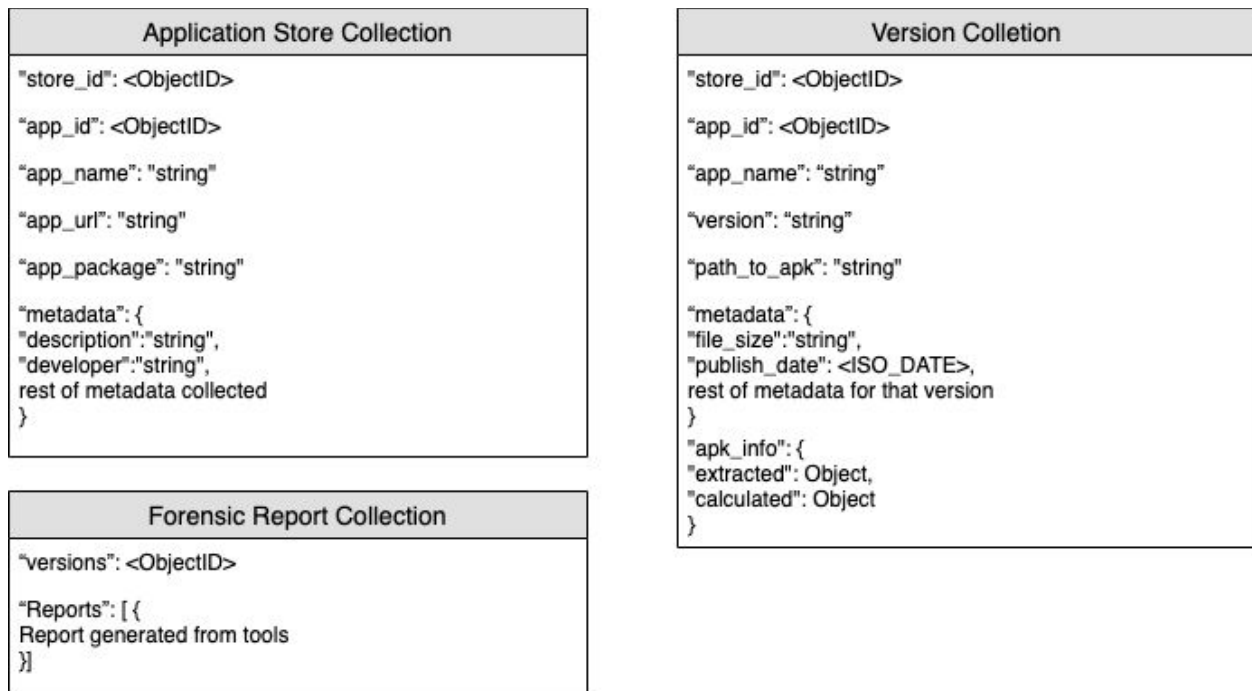 Application Store Collection
"store_id": <ObjectID>
“app_id”: <ObjectID>
“app_name”: "string"
“app_url”: "string"
“app_package”: "string"
“metadata”: {
"description":"string",
"developer":"string",
rest of metadata collected
}
Forensic Report Collection
“versions”: <ObjectID>
“Reports”: [ {
Report generated from tools
}]
Version Colletion
"store_id": <ObjectID>
“app_id”: <ObjectID>
“app_name”: “string”
“version”: “string”
“path_to_apk”: "string"
“metadata”: {
"file_size":"string",
"publish_date": <ISO_DATE>,
rest of metadata for that version
}
"apk_info": {
"extracted": Object,
"calculated": Object
}